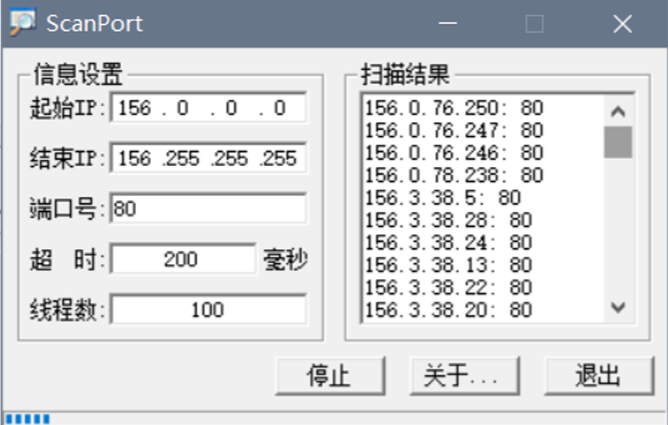 ScanPort
信息设置
起始IP: 156 . 0 . 0 . 0
结束IP: 156 .255 .255 .255
端口号: 80
超 时: 200 毫秒
线程数: 100
扫描结果
156.0.76.250: 80
156.0.76.247: 80
156.0.76.246: 80
156.0.78.238: 80
156.3.38.5: 80
156.3.38.28: 80
156.3.38.24: 80
156.3.38.13: 80
156.3.38.22: 80
156.3.38.20: 80
停止 关于... 退出